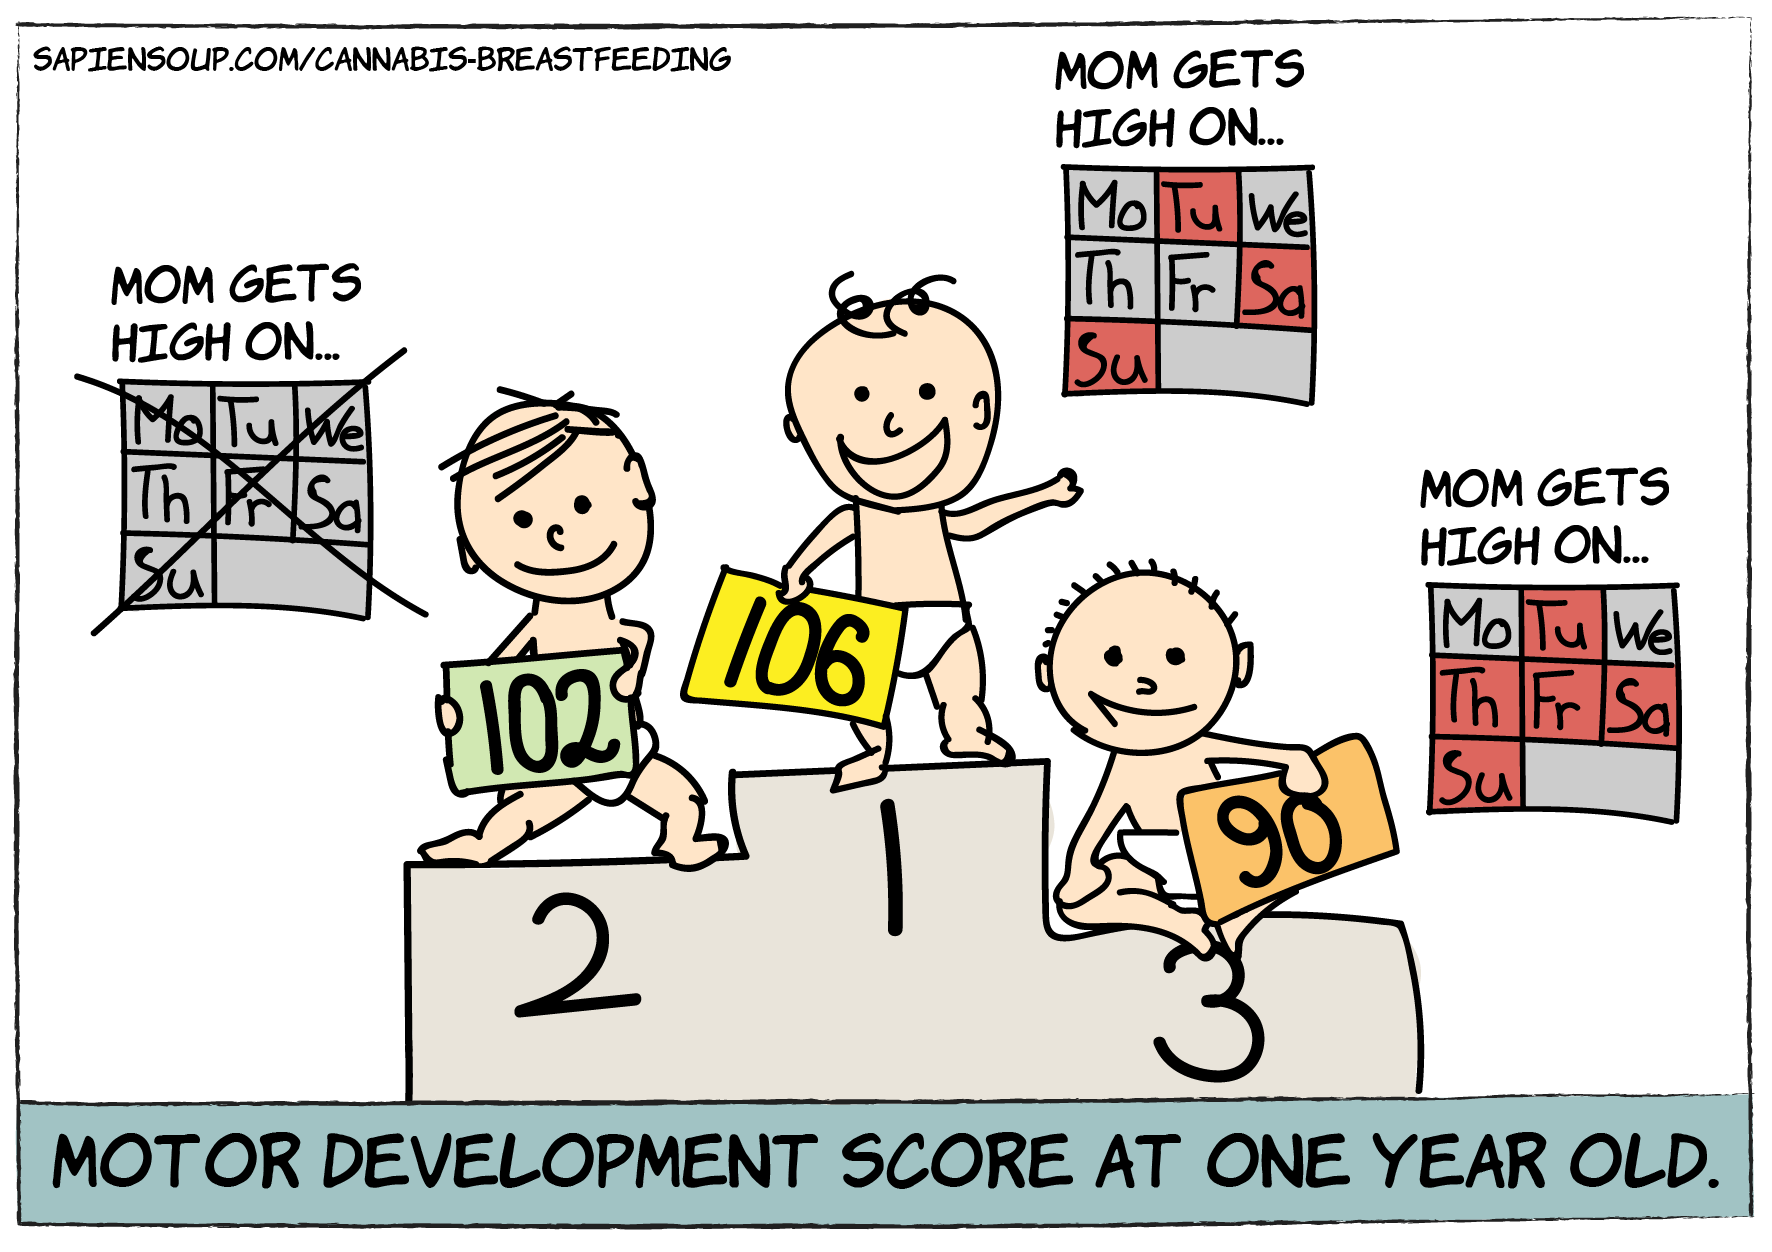 SAPIENSOUP.COM/CANNABIS-BREASTFEEDING
MOM GETS
HIGH ON...
Mo Tu We
Th Fr Sa
Su
MOM GETS
HIGH ON...
Mo Tu We
Th Fr Sa
Su
MOM GETS
HIGH ON...
Mo Tu We
Th Fr Sa
Su
102
106
90
2
1
3
MOTOR DEVELOPMENT SCORE AT ONE YEAR OLD.